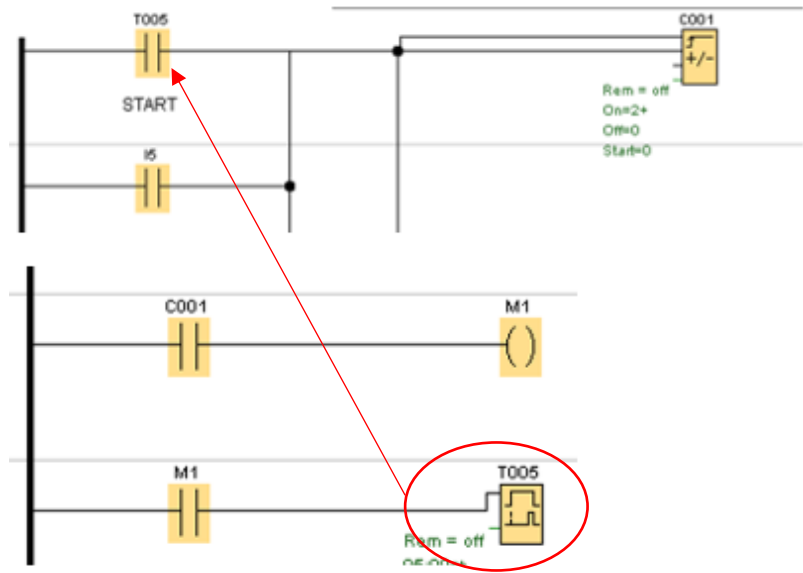 T005
C001
+/-
Rem = off
On=2+
Off=0
Start=0
START
I5
C001
M1
M1
T005
Rem = off